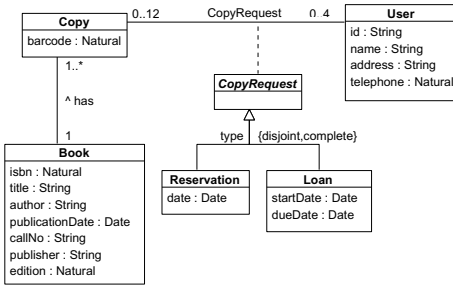 Copy
barcode : Natural
0..12
CopyRequest
0..4
User
id : String
name : String
address : String
telephone : Natural
1..*
^ has
1
CopyRequest
type
{disjoint,complete}
Book
isbn : Natural
title : String
author : String
publicationDate : Date
callNo : String
publisher : String
edition : Natural
Reservation
date : Date
Loan
startDate : Date
dueDate : Date